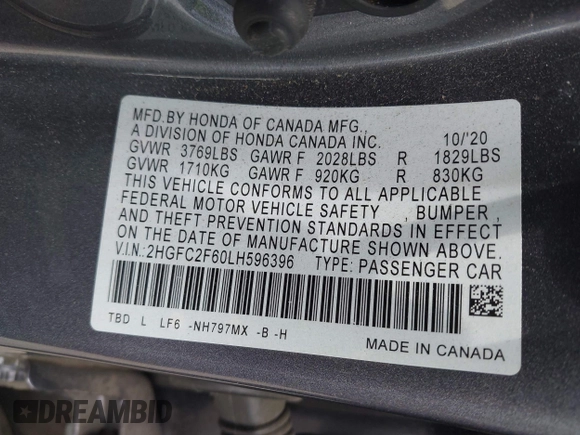 MFD.BY HONDA OF CANADA MFG.,
A DIVISION OF HONDA CANADA INC. 10/'20
GVWR 3769LBS GAWR F 2028LBS R 1829LBS
GVWR 1710KG GAWR F 920KG R 830KG
THIS VEHICLE CONFORMS TO ALL APPLICABLE
FEDERAL MOTOR VEHICLE SAFETY , BUMPER,
AND THEFT PREVENTION STANDARDS IN EFFECT
ON THE DATE OF MANUFACTURE SHOWN ABOVE.
V.I.N.:2HGFC2F60LH596396 TYPE: PASSENGER CAR
TBD L LF6 -NH797MX -B -H
MADE IN CANADA
DREAMBID